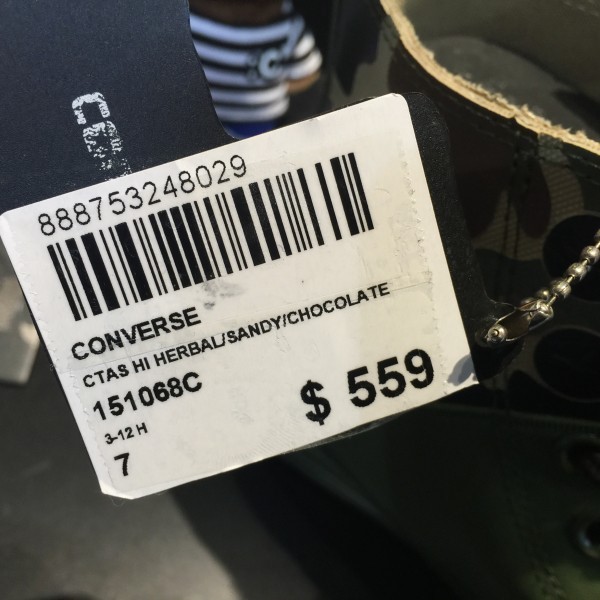 888753248029
CONVERSE
CTAS HI HERBAL/SANDY/CHOCOLATE
151068C
$ 559
3-12 H
7